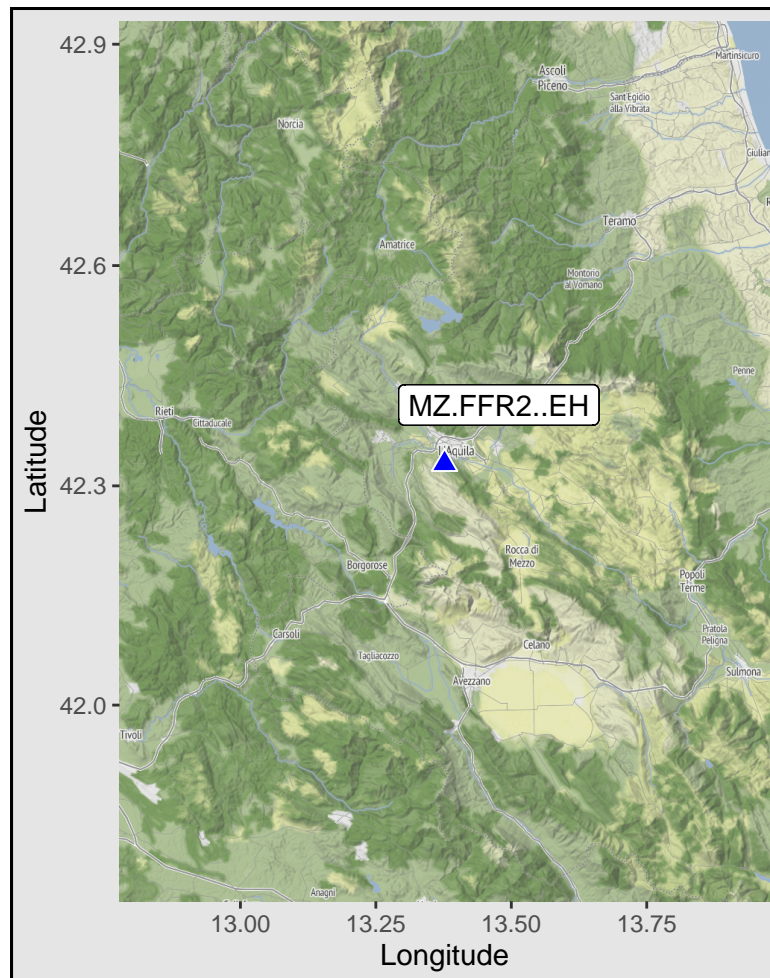 42.9
Ascoli
Piceno
Martinsicuro
Sant'Egidio
alla Vibrata
Norcia
Teramo
Amatrice
42.6
Montorio
al Vomano
Penne
MZ.FFR2..EH
Rieti
Cittaducale
L'Aquila
Latitude
42.3
Rocca di
Mezzo
Borgorose
Popoli
Terme
Carsoli
Pratola
Peligna
Celano
Tagliacozzo
Sulmona
Avezzano
42.0
Tivoli
Anagni
13.00
13.25
13.50
13.75
Longitude